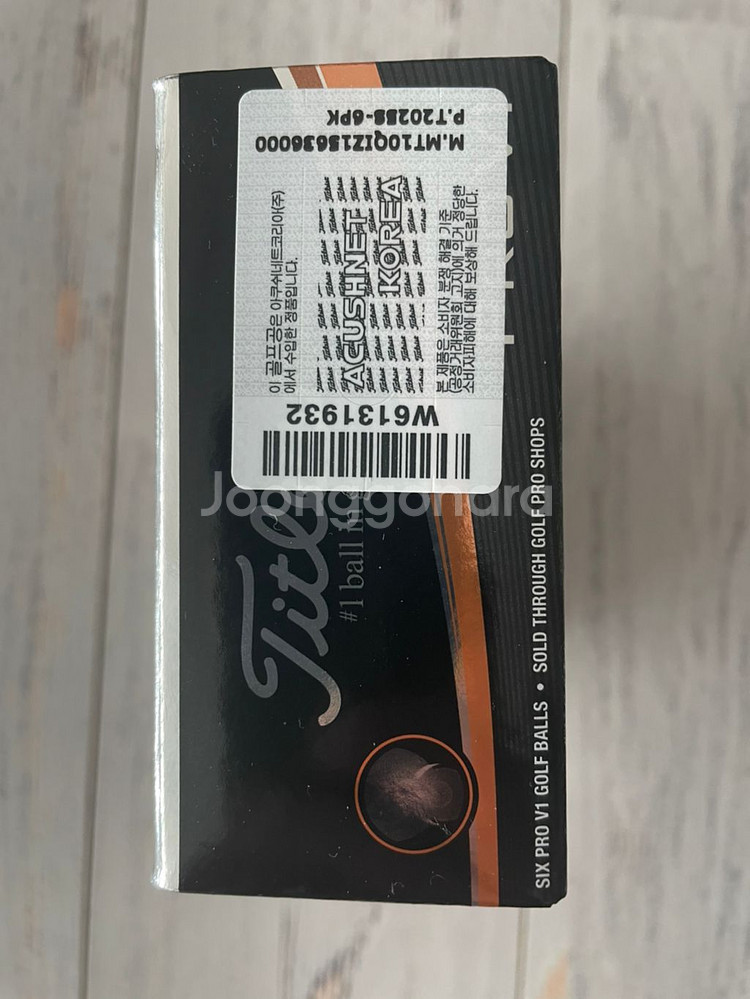 M.MT10QIZ15636000
이 골프공은 아쿠쉬네트코리아(주)
에서 수입한 정품입니다.
ACUSHNET
KOREA
본 제품은 소비자 분쟁 해결 기준
(공정거래위원회 고지)에 의거 정당한
소비자피해에 대해 보상해 드립니다.
W6131932
Joonggonara
Titl
#1 ball in
SIX PRO V1 GOLF BALLS • SOLD THROUGH GOLF PRO SHOPS